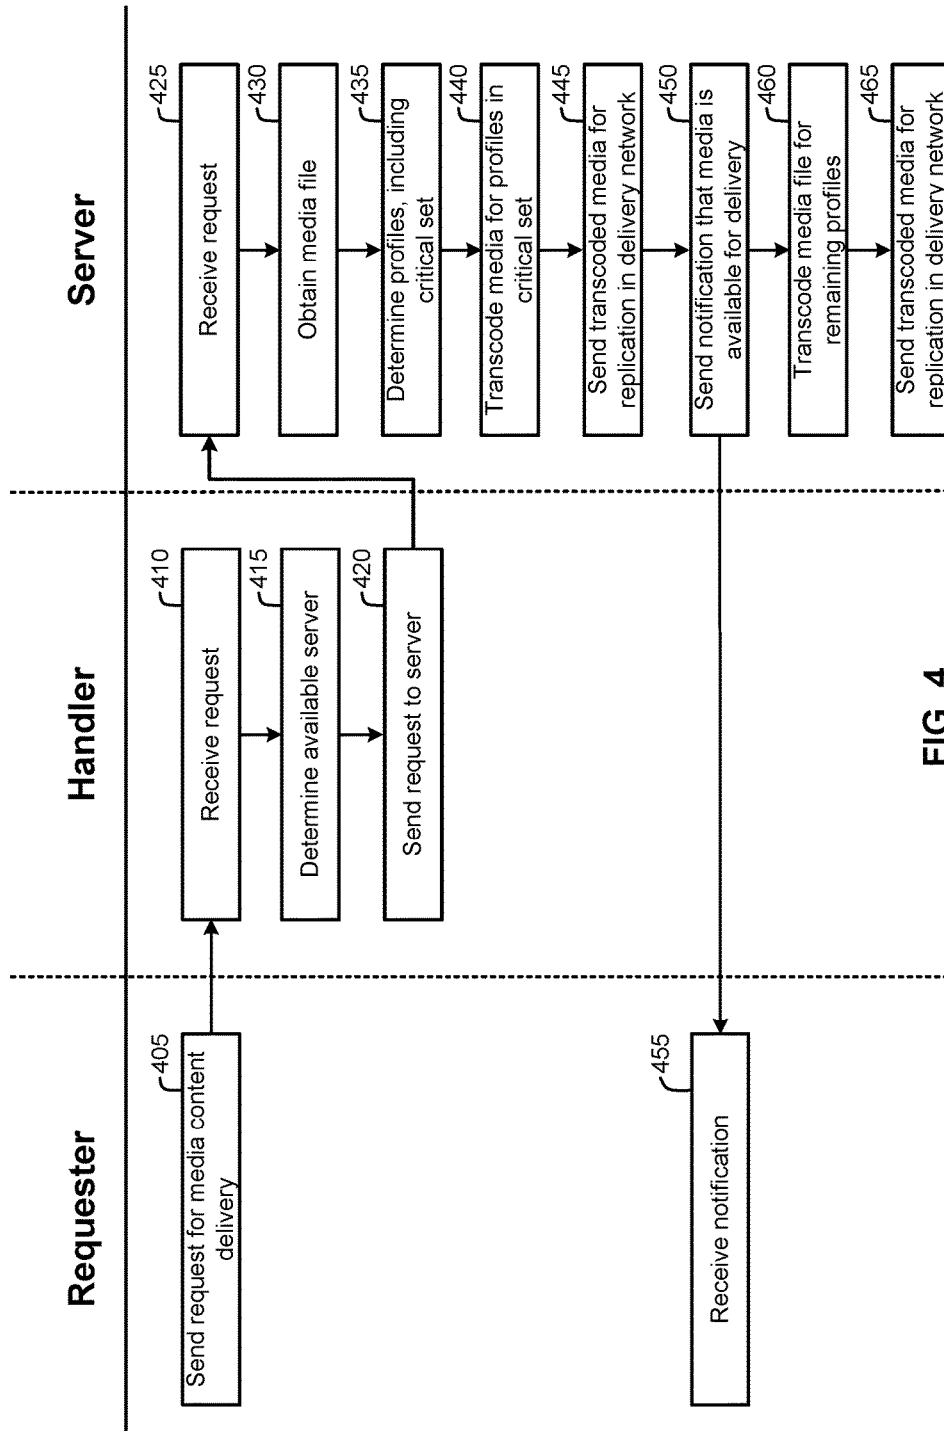 Requester
Handler
Server
405
Send request for media content
delivery
410
Receive request
415
Determine available server
420
Send request to server
425
Receive request
430
Obtain media file
435
Determine profiles, including
critical set
440
Transcode media for profiles in
critical set
445
Send transcoded media for
replication in delivery network
450
Send notification that media is
available for delivery
455
Receive notification
460
Transcode media file for
remaining profiles
465
Send transcoded media for
replication in delivery network
FIG. 4